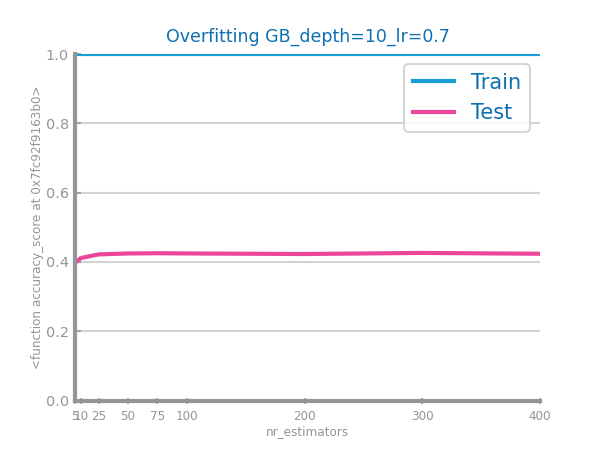 Overfitting GB_depth=10_lr=0.7
<function accuracy_score at 0x7fc92f9163b0>
1.0
0.8
0.6
0.4
0.2
0.0
Train
Test
5 10 25 50 75 100 200 300 400
nr_estimators